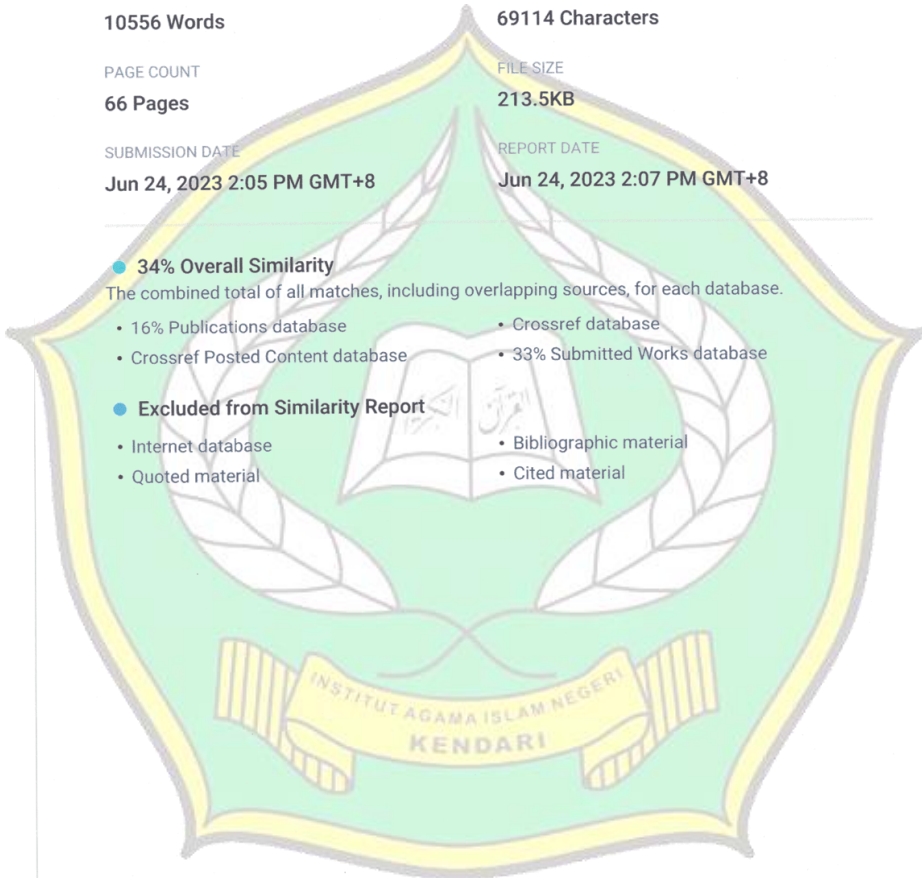 10556 Words
69114 Characters
PAGE COUNT
FILE SIZE
66 Pages
213.5KB
SUBMISSION DATE
REPORT DATE
Jun 24, 2023 2:05 PM GMT+8
Jun 24, 2023 2:07 PM GMT+8
● 34% Overall Similarity
The combined total of all matches, including overlapping sources, for each database.
• 16% Publications database
• Crossref database
• Crossref Posted Content database
• 33% Submitted Works database
● Excluded from Similarity Report
• Internet database
• Bibliographic material
• Quoted material
• Cited material
القرآن الكريم
INSTITUT AGAMA ISLAM NEGERI
KENDARI